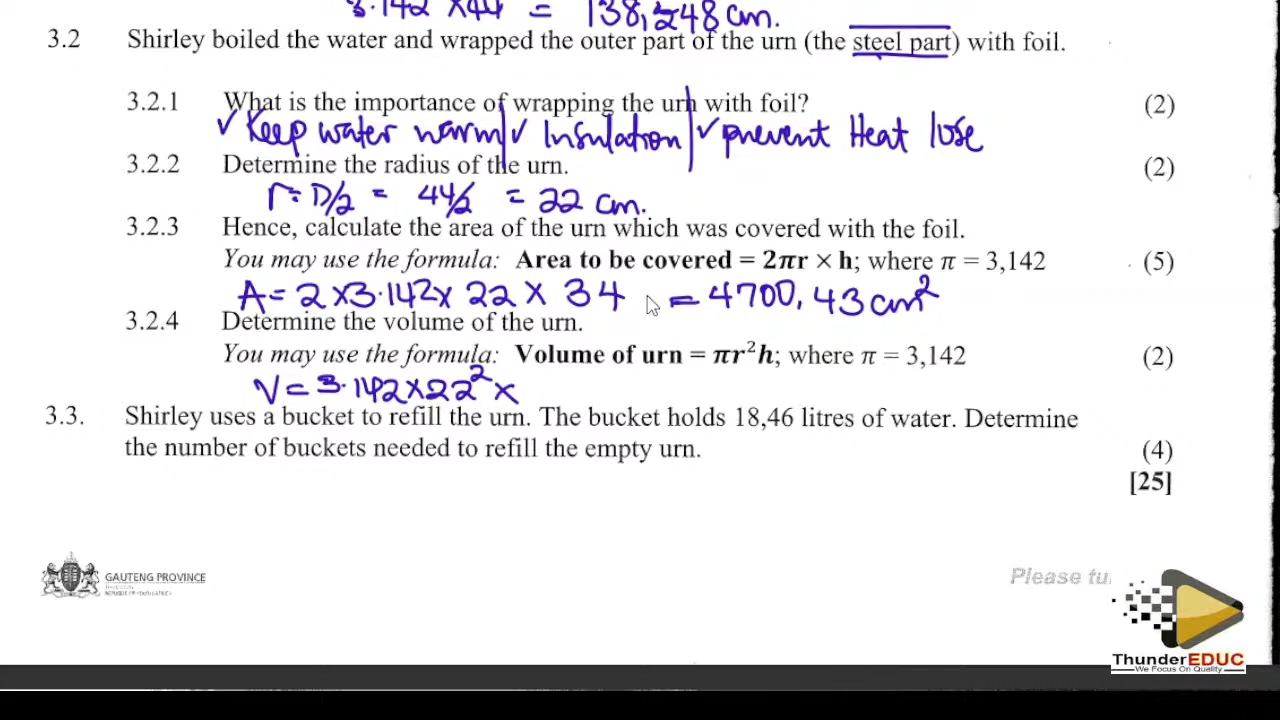 3.142 x44 = 138,248 cm.
3.2 Shirley boiled the water and wrapped the outer part of the urn (the steel part) with foil.
3.2.1 What is the importance of wrapping the urn with foil? (2)
✓ Keep water warm | ✓ Insulation | ✓ prevent Heat lose
3.2.2 Determine the radius of the urn. (2)
r = D/2 = 44/2 = 22 cm.
3.2.3 Hence, calculate the area of the urn which was covered with the foil.
You may use the formula: Area to be covered = 2πr × h; where π = 3,142 (5)
A = 2 x3.142x 22 x 34 = 4700,43 cm²
3.2.4 Determine the volume of the urn.
You may use the formula: Volume of urn = πr²h; where π = 3,142 (2)
V = 3.142x22² x
3.3. Shirley uses a bucket to refill the urn. The bucket holds 18,46 litres of water. Determine
the number of buckets needed to refill the empty urn. (4)
[25]
GAUTENG PROVINCE
Please tu
ThunderEDUC
We Focus On Quality